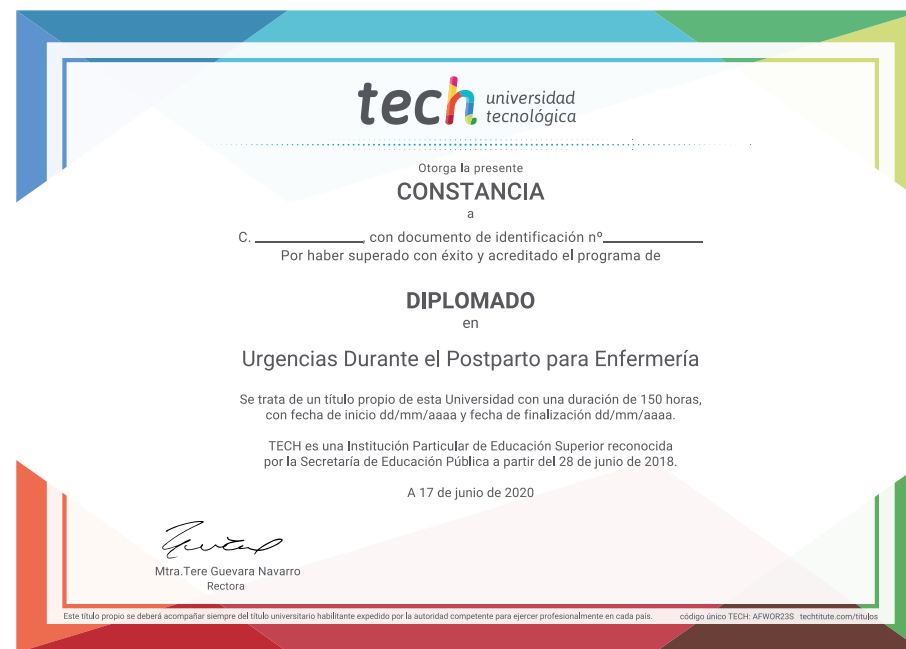 tech universidad
tecnológica
Otorga la presente
CONSTANCIA
a
C. ____________, con documento de identificación nº____________
Por haber superado con éxito y acreditado el programa de
DIPLOMADO
en
Urgencias Durante el Postparto para Enfermería
Se trata de un título propio de esta Universidad con una duración de 150 horas,
con fecha de inicio dd/mm/aaaa y fecha de finalización dd/mm/aaaa.
TECH es una Institución Particular de Educación Superior reconocida
por la Secretaría de Educación Pública a partir del 28 de junio de 2018.
A 17 de junio de 2020
Mtra.Tere Guevara Navarro
Rectora
Este título propio se deberá acompañar siempre del título universitario habilitante expedido por la autoridad competente para ejercer profesionalmente en cada país. código único TECH: AFWOR23S techtitute.com/titulos